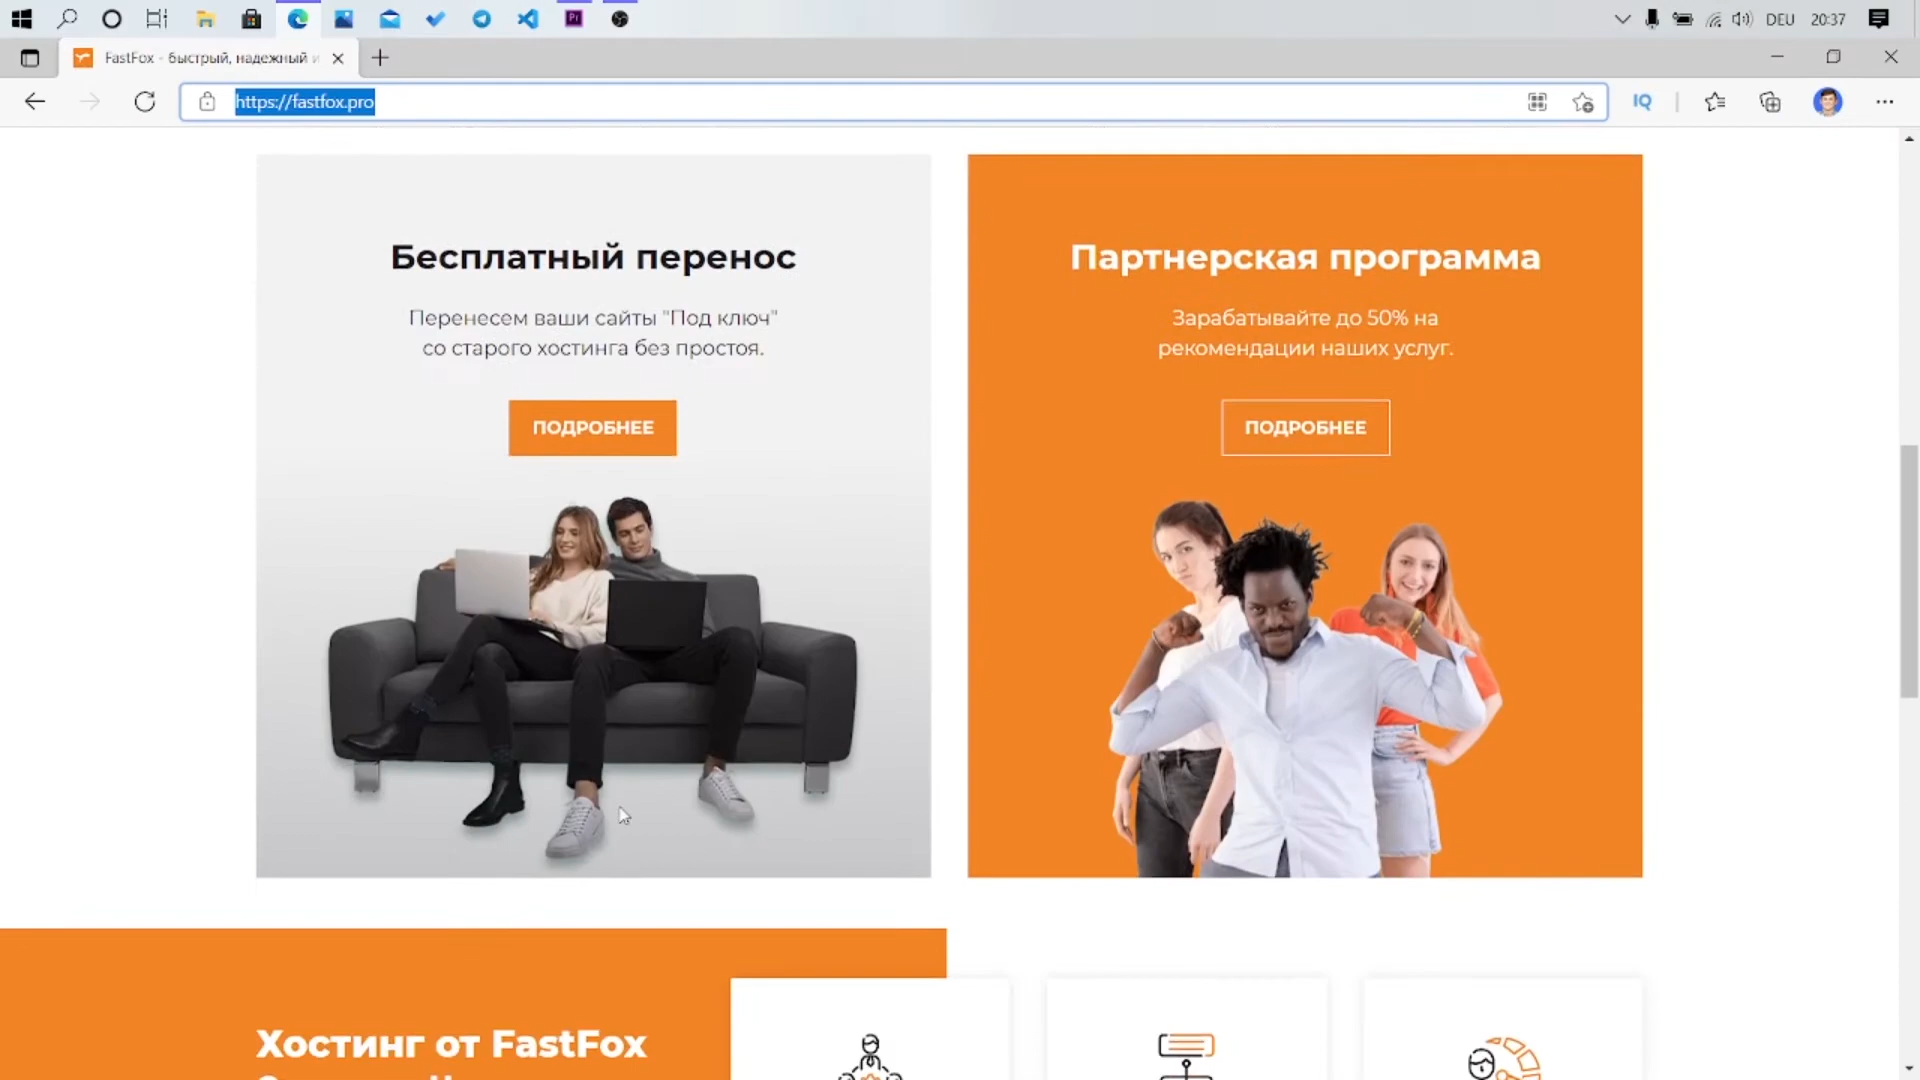 DEU
20:37
FastFox - быстрый, надежный и
https://fastfox.pro
IQ
Бесплатный перенос
Перенесем ваши сайты "Под ключ"
со старого хостинга без простоя.
ПОДРОБНЕЕ
Партнерская программа
Зарабатывайте до 50% на
рекомендации наших услуг.
ПОДРОБНЕЕ
Хостинг от FastFox